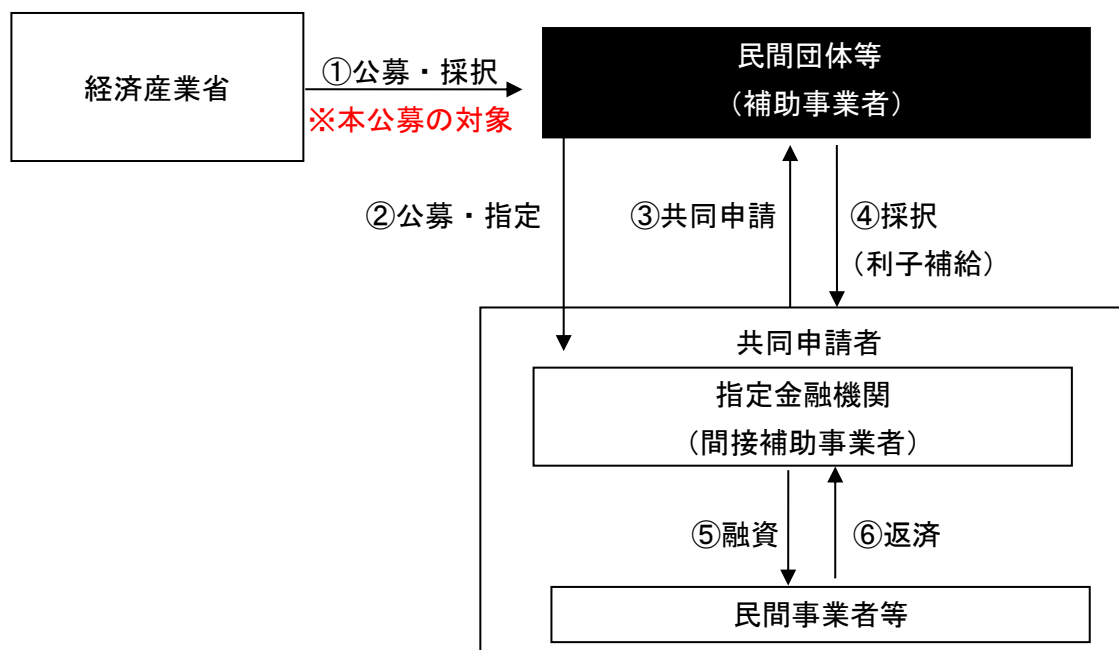 経済産業省
①公募・採択
※本公募の対象
民間団体等
（補助事業者）
②公募・指定
③共同申請
④採択
（利子補給）
共同申請者
指定金融機関
（間接補助事業者）
⑤融資
⑥返済
民間事業者等